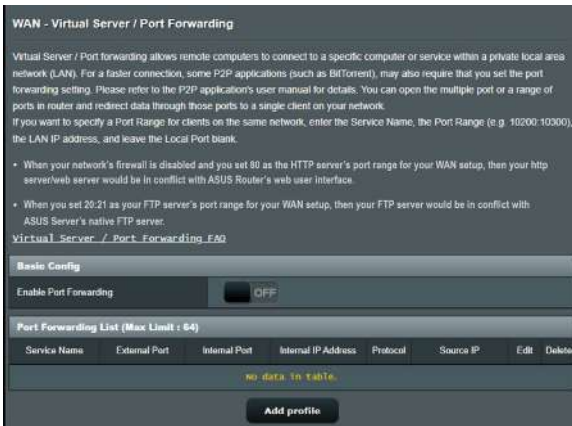 WAN - Virtual Server / Port Forwarding
Virtual Server / Port forwarding allows remote computers to connect to a specific computer or service within a private local area
network (LAN). For a faster connection, some P2P applications (such as BitTorrent), may also require that you set the port
forwarding setting. Please refer to the P2P application's user manual for details. You can open the multiple port or a range of
ports in router and redirect data through those ports to a single client on your network.
If you want to specify a Port Range for clients on the same network, enter the Service Name, the Port Range (e.g. 10200:10300),
the LAN IP address, and leave the Local Port blank.
• When your network's firewall is disabled and you set 80 as the HTTP server's port range for your WAN setup, then your http
server/web server would be in conflict with ASUS Router's web user interface.
• When you set 20:21 as your FTP server's port range for your WAN setup, then your FTP server would be in conflict with
ASUS Server's native FTP server.
Virtual Server / Port Forwarding FAQ
Basic Config
Enable Port Forwarding OFF
Port Forwarding List (Max Limit : 64)
Service Name External Port Internal Port Internal IP Address Protocol Source IP Edit Delete
No data in table.
Add profile